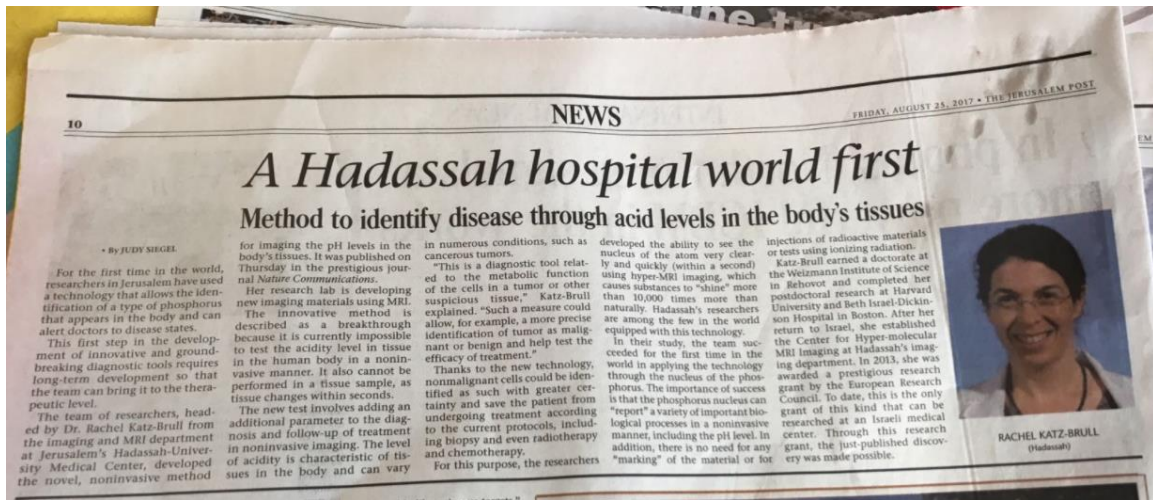 the tr
10
NEWS
FRIDAY, AUGUST 25, 2017 • THE JERUSALEM POST
A Hadassah hospital world first
Method to identify disease through acid levels in the body's tissues
• By JUDY SIEGEL
For the first time in the world,
researchers in Jerusalem have used
a technology that allows the iden-
tification of a type of phosphorus
that appears in the body and can
alert doctors to disease states.
This first step in the develop-
ment of innovative and ground-
breaking diagnostic tools requires
long-term development so that
the team can bring it to the thera-
peutic level.
The team of researchers, head-
ed by Dr. Rachel Katz-Brull from
the imaging and MRI department
at Jerusalem's Hadassah-Univer-
sity Medical Center, developed
the novel, noninvasive method
for imaging the pH levels in the
body's tissues. It was published on
Thursday in the prestigious jour-
nal Nature Communications.
Her research lab is developing
new imaging materials using MRI.
The innovative method is
described as a breakthrough
because it is currently impossible
to test the acidity level in tissue
in the human body in a nonin-
vasive manner. It also cannot be
performed in a tissue sample, as
tissue changes within seconds.
The new test involves adding an
additional parameter to the diag-
nosis and follow-up of treatment
in noninvasive imaging. The level
of acidity is characteristic of tis-
sues in the body and can vary
in numerous conditions, such as
cancerous tumors.
"This is a diagnostic tool relat-
ed to the metabolic function
of the cells in a tumor or other
suspicious tissue," Katz-Brull
explained. "Such a measure could
allow, for example, a more precise
identification of tumor as malig-
nant or benign and help test the
efficacy of treatment."
Thanks to the new technology,
nonmalignant cells could be iden-
tified as such with greater cer-
tainty and save the patient from
undergoing treatment according
to the current protocols, includ-
ing biopsy and even radiotherapy
and chemotherapy.
For this purpose, the researchers
developed the ability to see the
nucleus of the atom very clear-
ly and quickly (within a second)
using hyper-MRI imaging, which
causes substances to "shine" more
than 10,000 times more than
naturally. Hadassah's researchers
are among the few in the world
equipped with this technology.
In their study, the team suc-
ceeded for the first time in the
world in applying the technology
through the nucleus of the phos-
phorus. The importance of success
is that the phosphorus nucleus can
"report" a variety of important bio-
logical processes in a noninvasive
manner, including the pH level. In
addition, there is no need for any
"marking" of the material or for
injections of radioactive materials
or tests using ionizing radiation.
Katz-Brull earned a doctorate at
the Weizmann Institute of Science
in Rehovot and completed her
postdoctoral research at Harvard
University and Beth Israel-Dickin-
son Hospital in Boston. After her
return to Israel, she established
the Center for Hyper-molecular
MRI Imaging at Hadassah's imag-
ing department. In 2013, she was
awarded a prestigious research
grant by the European Research
Council. To date, this is the only
grant of this kind that can be
researched at an Israeli medical
center. Through this research
grant, the just-published discov-
ery was made possible.
RACHEL KATZ-BRULL
(Hadassah)